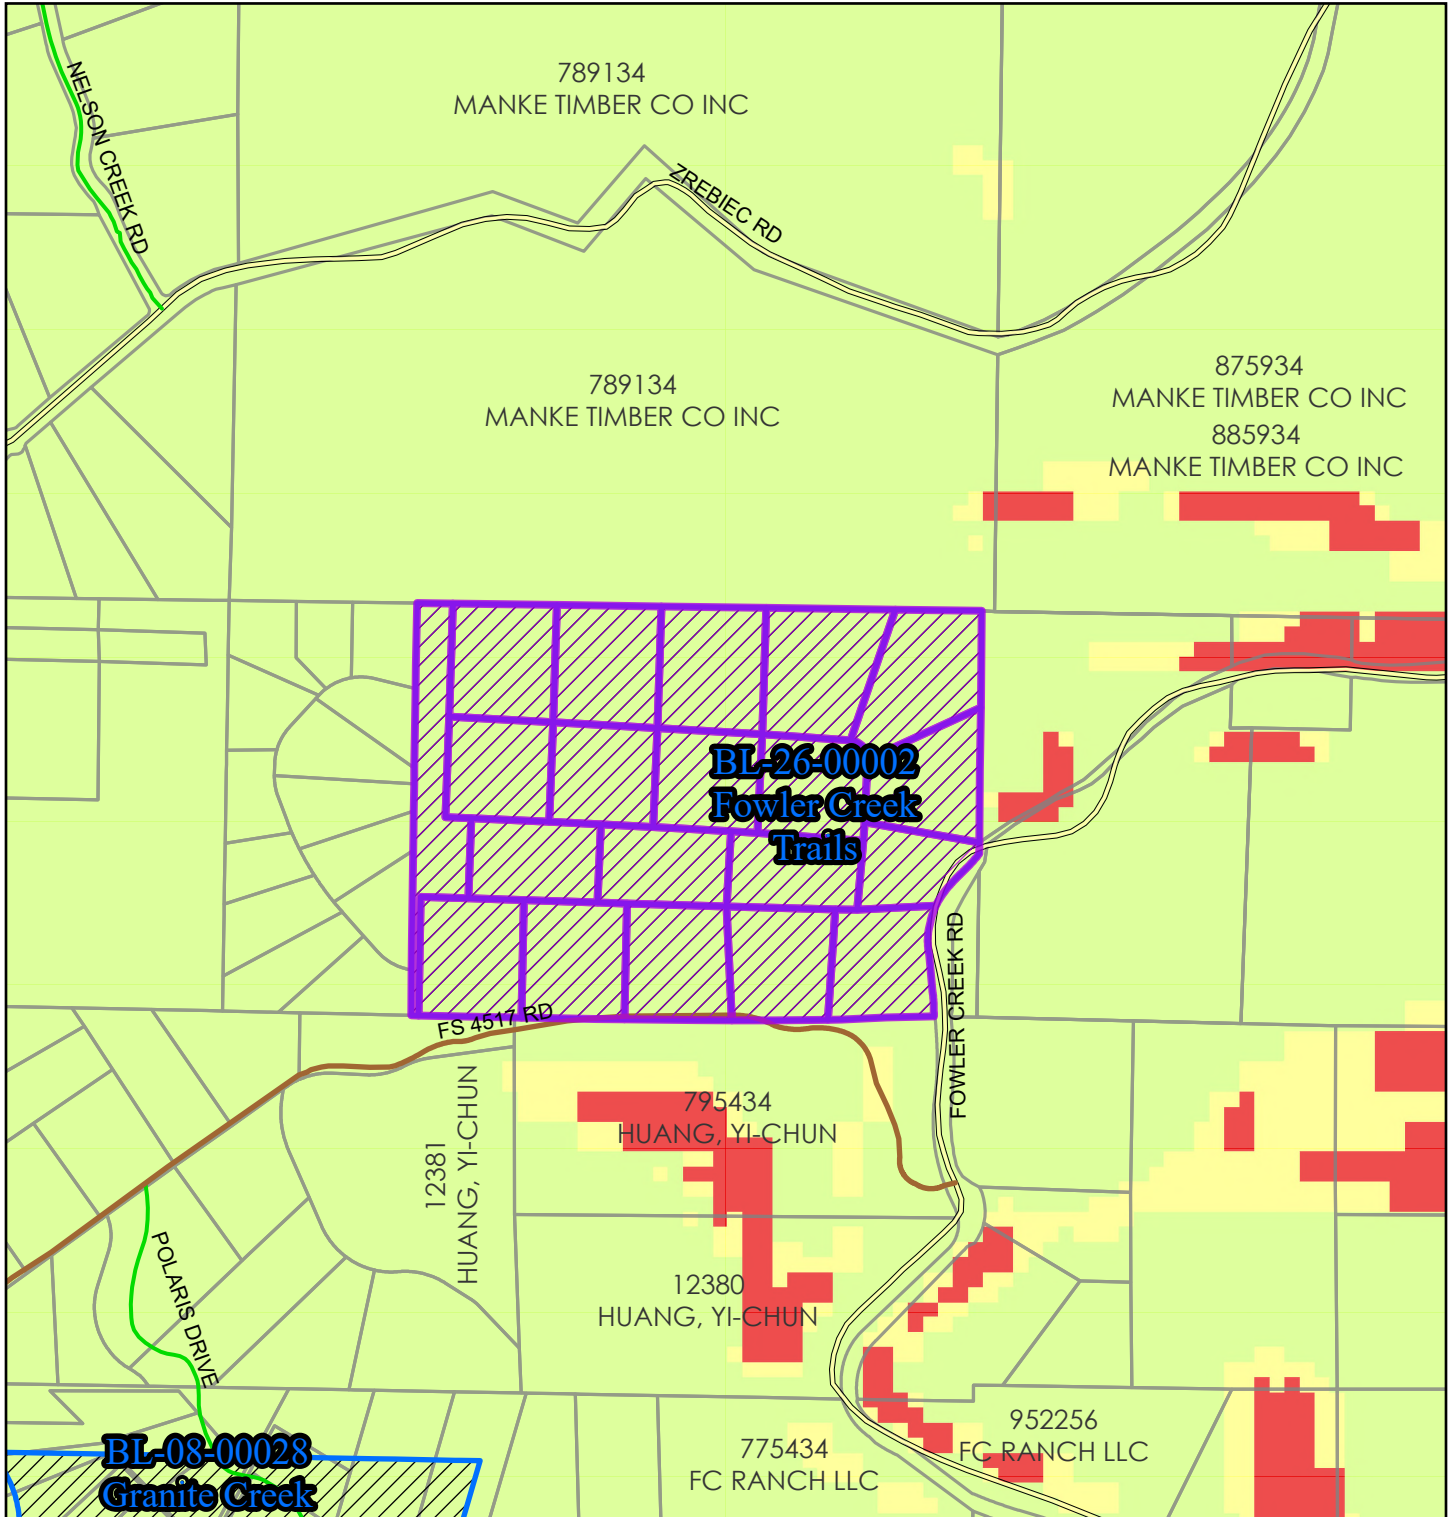 789134
MANKE TIMBER CO INC
NELSON CREEK RD
ZREBIEC RD
789134
MANKE TIMBER CO INC
875934
MANKE TIMBER CO INC
885934
MANKE TIMBER CO INC
BL-26-00002
Fowler Creek
Trails
FOWLER CREEK RD
FS 4517 RD
12381
HUANG, YI-CHUN
795434
HUANG, YI-CHUN
POLARIS DRIVE
12380
HUANG, YI-CHUN
952256
FC RANCH LLC
775434
FC RANCH LLC
BL-08-00028
Granite Creek